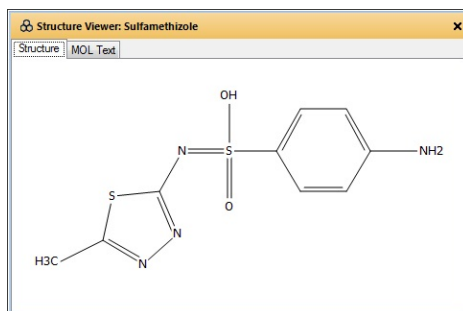 Structure Viewer: Sulfamethizole
Structure MOL Text
OH
N S NH2
S O
N
H3C N